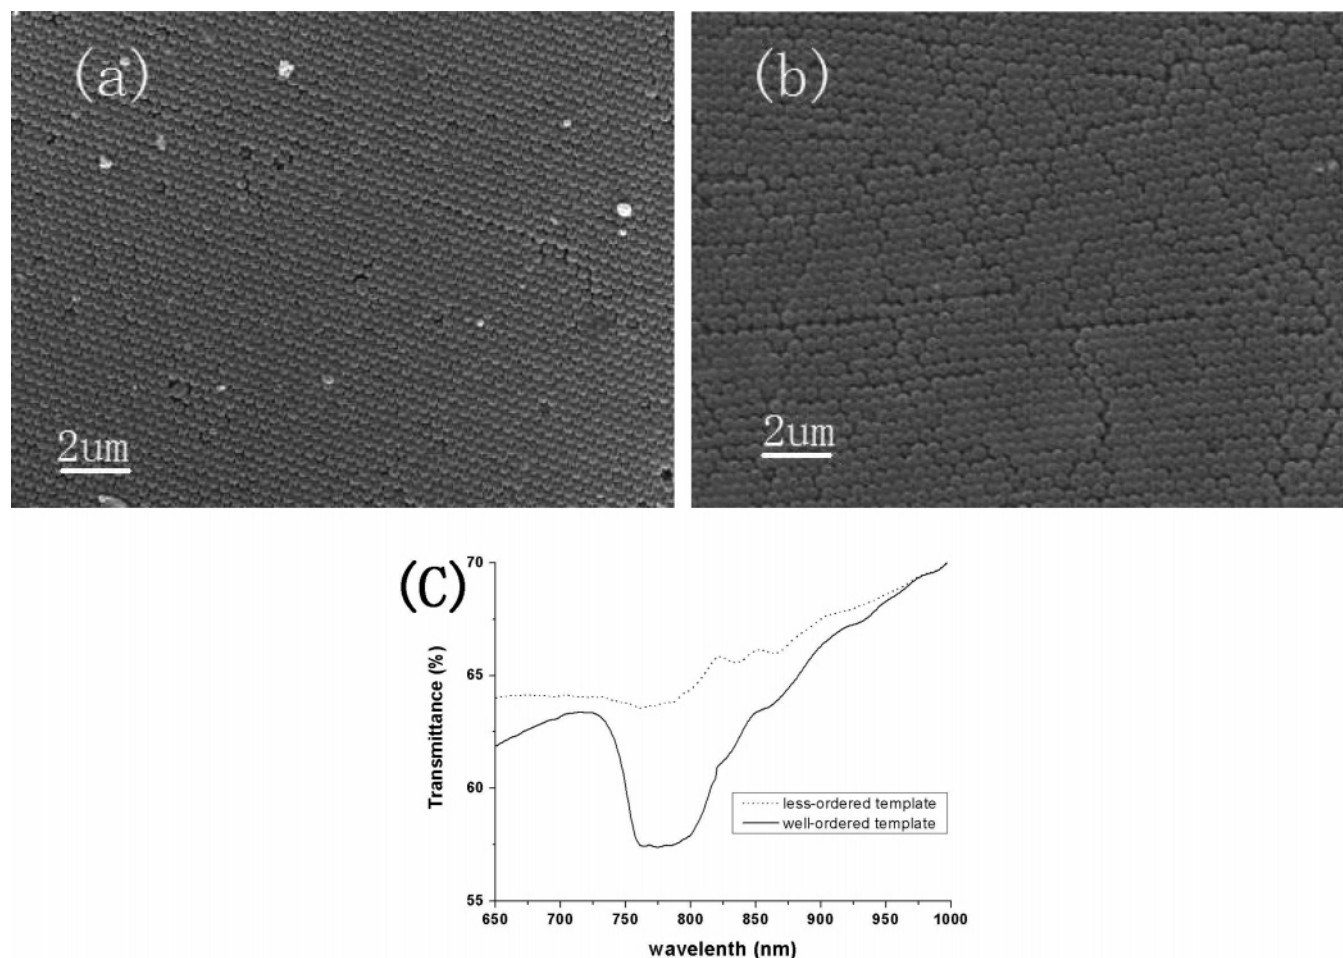 (a)
(b)
2um
2um
(C)
70
65
60
55
Transmittance (%)
less-ordered template
well-ordered template
650 700 750 800 850 900 950 1000
wavelenth (nm)